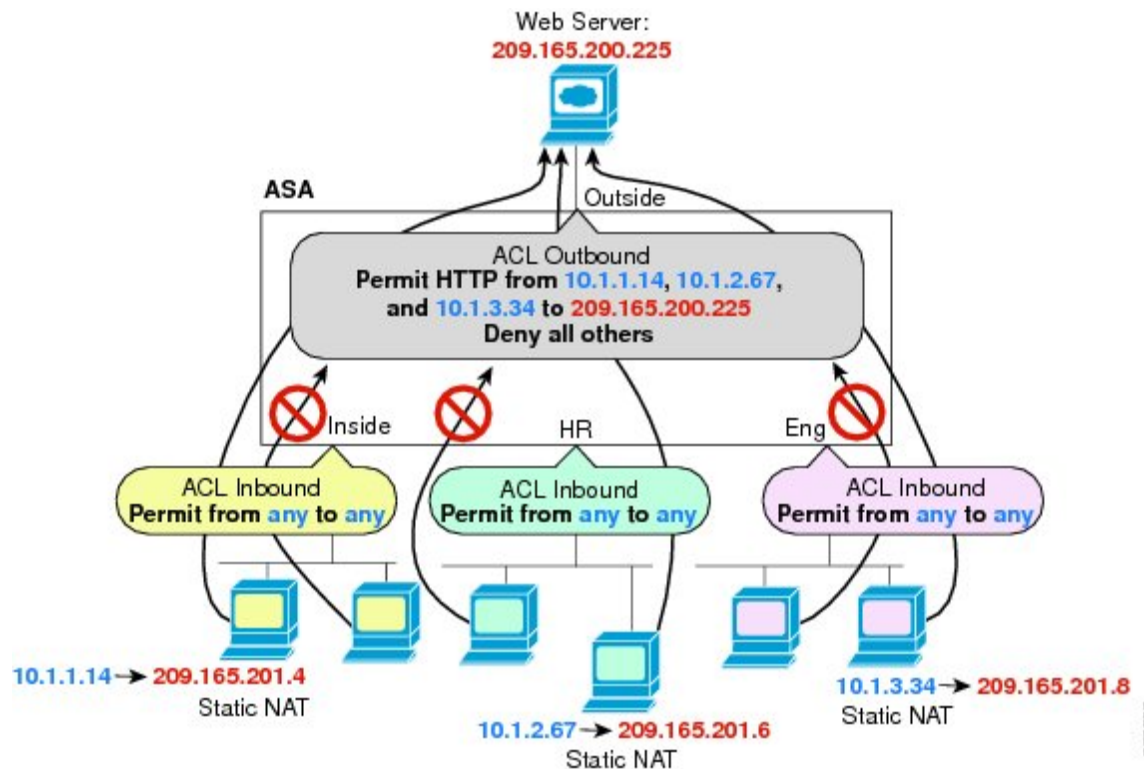 Web Server:
209.165.200.225
ASA
Outside
ACL Outbound
Permit HTTP from 10.1.1.14, 10.1.2.67,
and 10.1.3.34 to 209.165.200.225
Deny all others
Inside
HR
Eng
ACL Inbound
Permit from any to any
ACL Inbound
Permit from any to any
ACL Inbound
Permit from any to any
10.1.1.14 → 209.165.201.4
Static NAT
10.1.2.67 → 209.165.201.6
Static NAT
10.1.3.34 → 209.165.201.8
Static NAT